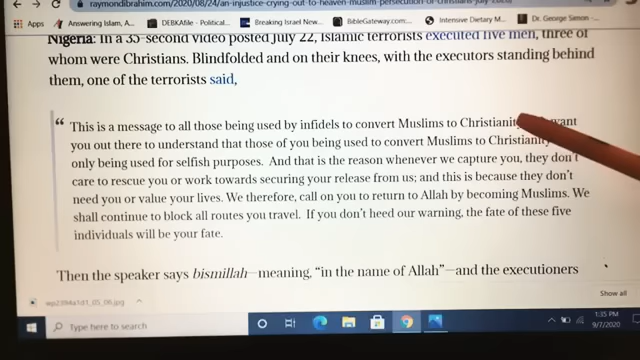 raymondibrahim.com/2020/08/24/an-injustice-crying-out-to-heaven-muslim-persecution-of-christians-july-2020/
Apps Answering Islam, A... DEBKAfile - Political... Breaking Israel New... BibleGateway.com:... Intensive Dietary M... Dr. George Simon -...
Nigeria: In a 35-second video posted July 22, Islamic terrorists executed five men, three of
whom were Christians. Blindfolded and on their knees, with the executors standing behind
them, one of the terrorists said,
“ This is a message to all those being used by infidels to convert Muslims to Christianity want
you out there to understand that those of you being used to convert Muslims to Christianity
only being used for selfish purposes. And that is the reason whenever we capture you, they don't
care to rescue you or work towards securing your release from us; and this is because they don't
need you or value your lives. We therefore, call on you to return to Allah by becoming Muslims. We
shall continue to block all routes you travel. If you don't heed our warning, the fate of these five
individuals will be your fate.
Then the speaker says bismillah—meaning, “in the name of Allah”—and the executioners
Show all
Type here to search
1:35 PM
9/7/2020